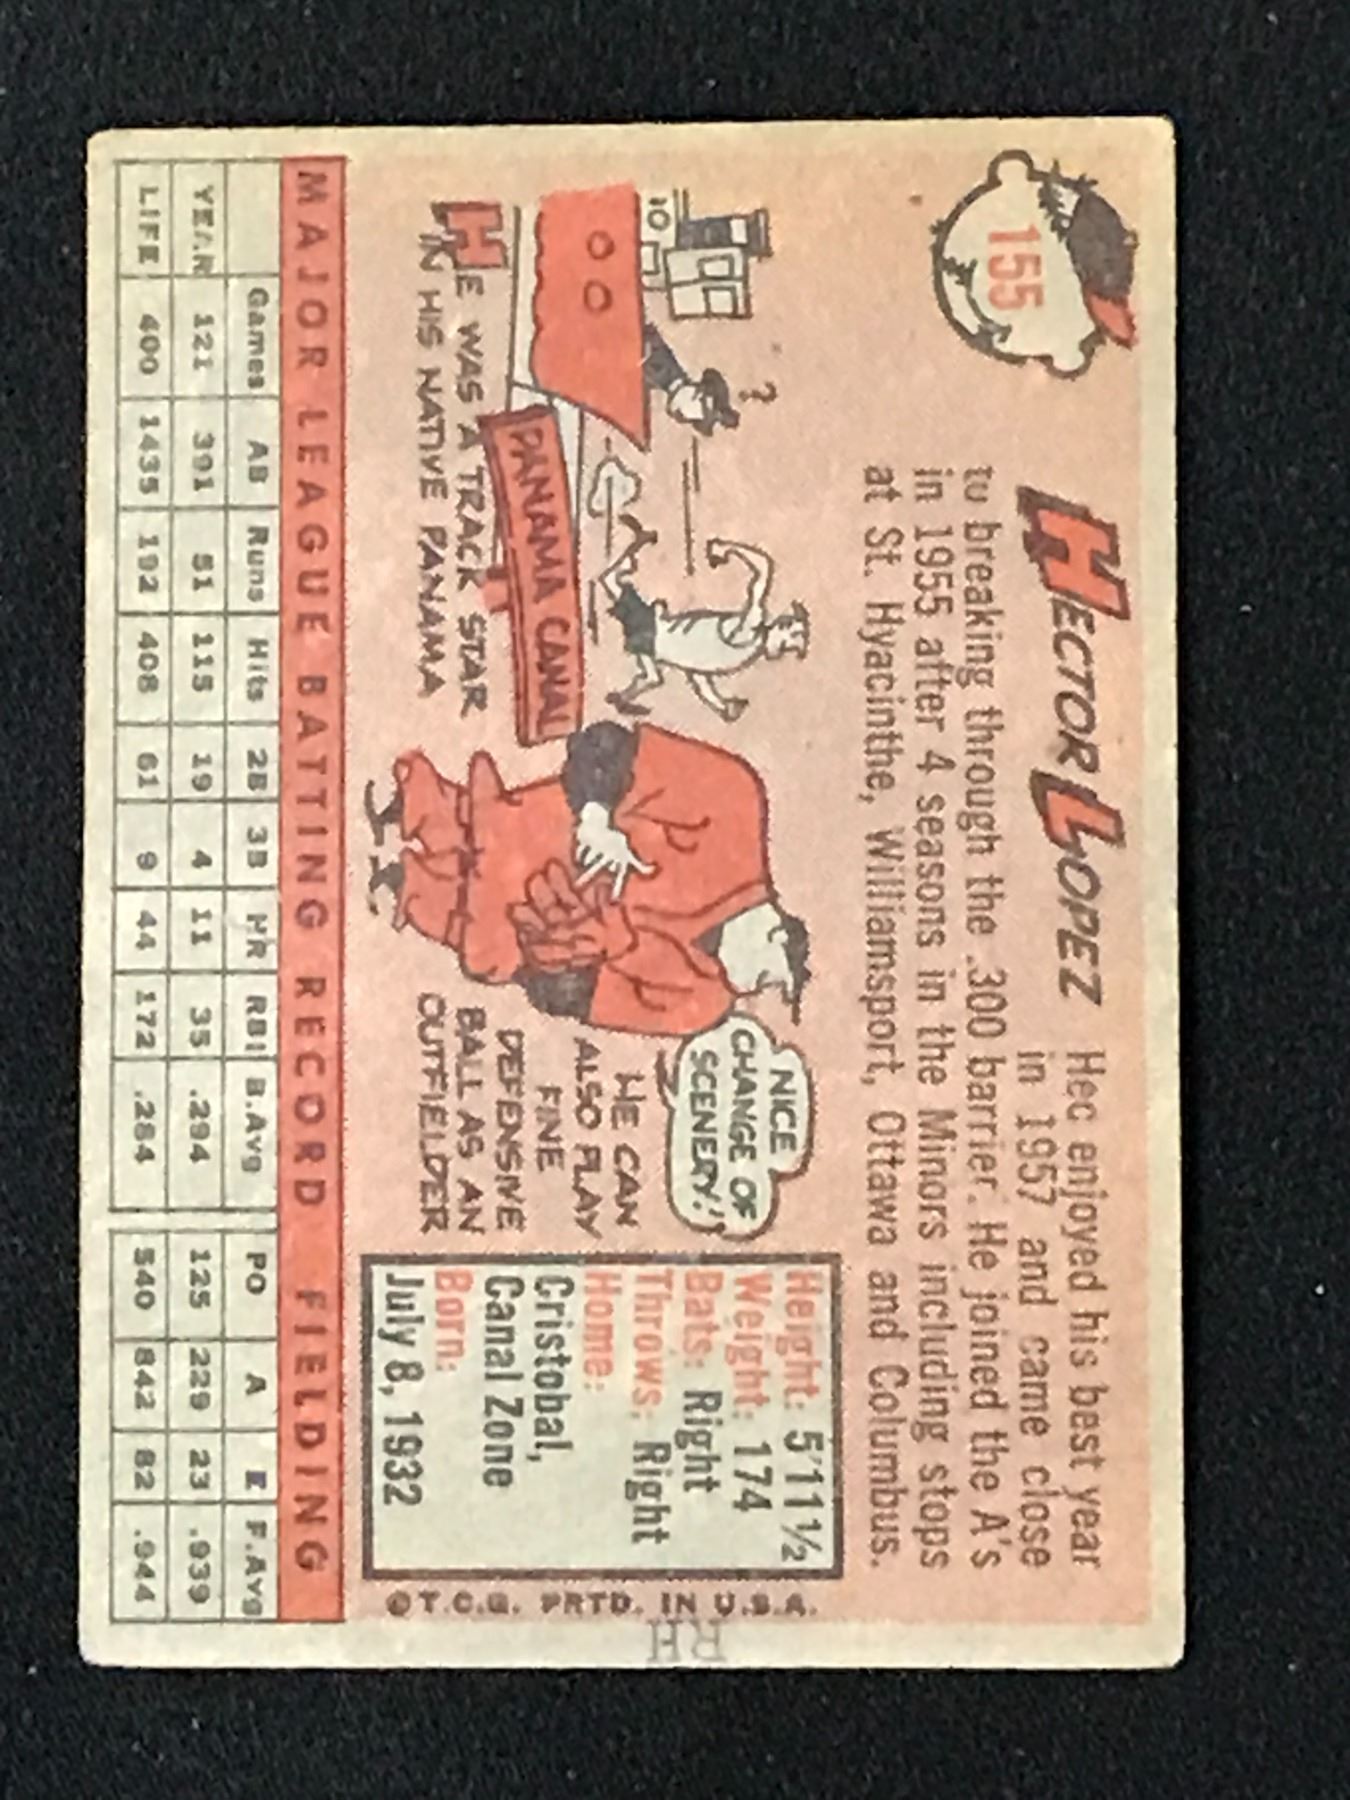 155
HECTOR LOPEZ
Hec enjoyed his best year
in 1957 and came close
to breaking through the .300 barrier. He joined the A's
in 1955 after 4 seasons in the Minors including stops
at St. Hyacinthe, Williamsport, Ottawa and Columbus.
10
?
PANAMA CANAL
HE WAS A TRACK STAR
IN HIS NATIVE PANAMA
NICE
CHANGE OF
SCENERY!
HE CAN
ALSO PLAY
FINE
DEFENSIVE
BALL AS AN
OUTFIELDER
Height: 5'11½
Weight: 174
Bats: Right
Throws: Right
Home:
Cristobal,
Canal Zone
Born:
July 8, 1932
©T.C.G. PRTD. IN U.S.A.
MAJOR LEAGUE BATTING RECORD FIELDING
Games AB Runs Hits 2B 3B HR RBI B.Avg PO A E F.Avg
YEAR 121 391 51 115 19 4 11 35 .294 125 229 23 .939
LIFE 400 1435 192 408 61 9 44 172 .284 540 842 82 .944